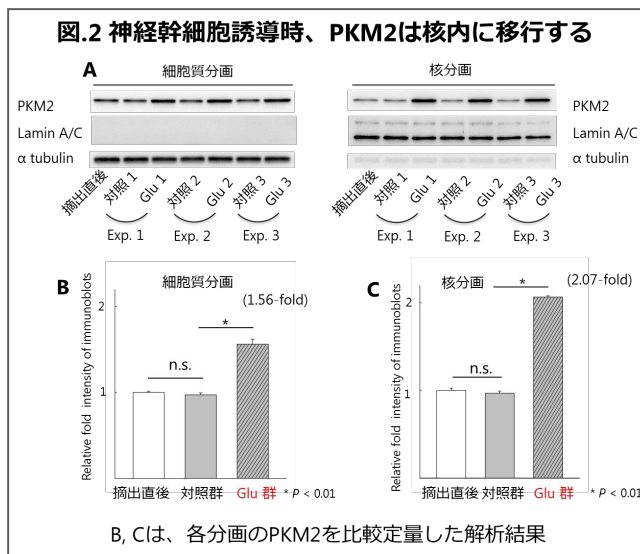 図.2 神経幹細胞誘導時、PKM2は核内に移行する
A
細胞質分画
核分画
PKM2
PKM2
Lamin A/C
Lamin A/C
α tubulin
α tubulin
摘出直後
対照 1
Glu 1
対照 2
Glu 2
対照 3
Glu 3
摘出直後
対照 1
Glu 1
対照 2
Glu 2
対照 3
Glu 3
Exp. 1
Exp. 2
Exp. 3
Exp. 1
Exp. 2
Exp. 3
B
細胞質分画
(1.56-fold)
Relative fold intensity of immunoblots
2
1
n.s.
*
摘出直後
対照群
Glu 群
* P < 0.01
C
核分画
(2.07-fold)
Relative fold intensity of immunoblots
2
1
n.s.
*
摘出直後
対照群
Glu 群
* P < 0.01
B, Cは、各分画のPKM2を比較定量した解析結果